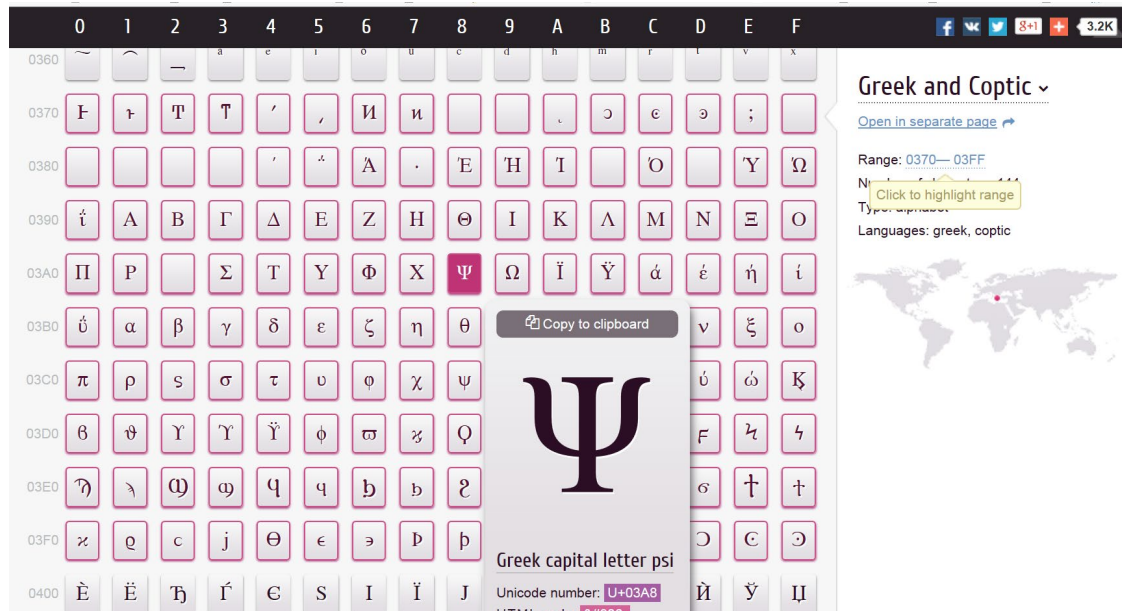 0 1 2 3 4 5 6 7 8 9 A B C D E F 3.2K
0360
0370 Ͱ ͱ Ͳ ͳ ʹ ͵ Ͷ ͷ ͺ ͻ ͼ ͽ ;
0380 ΄ ΅ Ά · Έ Ή Ί Ό Ύ Ώ
0390 ΐ Α Β Γ Δ Ε Ζ Η Θ Ι Κ Λ Μ Ν Ξ Ο
03A0 Π Ρ Σ Τ Υ Φ Χ Ψ Ω Ϊ Ϋ ά έ ή ί
03B0 ΰ α β γ δ ε ζ η θ ν ξ ο
03C0 π ρ ς σ τ υ φ χ ψ ύ ώ Ϗ
03D0 ϐ ϑ ϒ ϓ ϔ ϕ ϖ ϗ Ϙ ϝ Ϟ ϟ
03E0 Ϡ ϡ Ϣ ϣ Ϥ ϥ Ϧ ϧ Ϩ ϭ Ϯ ϯ
03F0 ϰ ϱ ϲ ϳ ϴ ϵ ϶ Ϸ ϸ Ͻ Ͼ Ͽ
0400 Ѐ Ё Ђ Ѓ Є Ѕ І Ї Ј Ѝ Ў Џ
Copy to clipboard
Ψ
Greek capital letter psi
Unicode number: U+03A8
Greek and Coptic
Open in separate page
Range: 0370— 03FF
Click to highlight range
Languages: greek, coptic